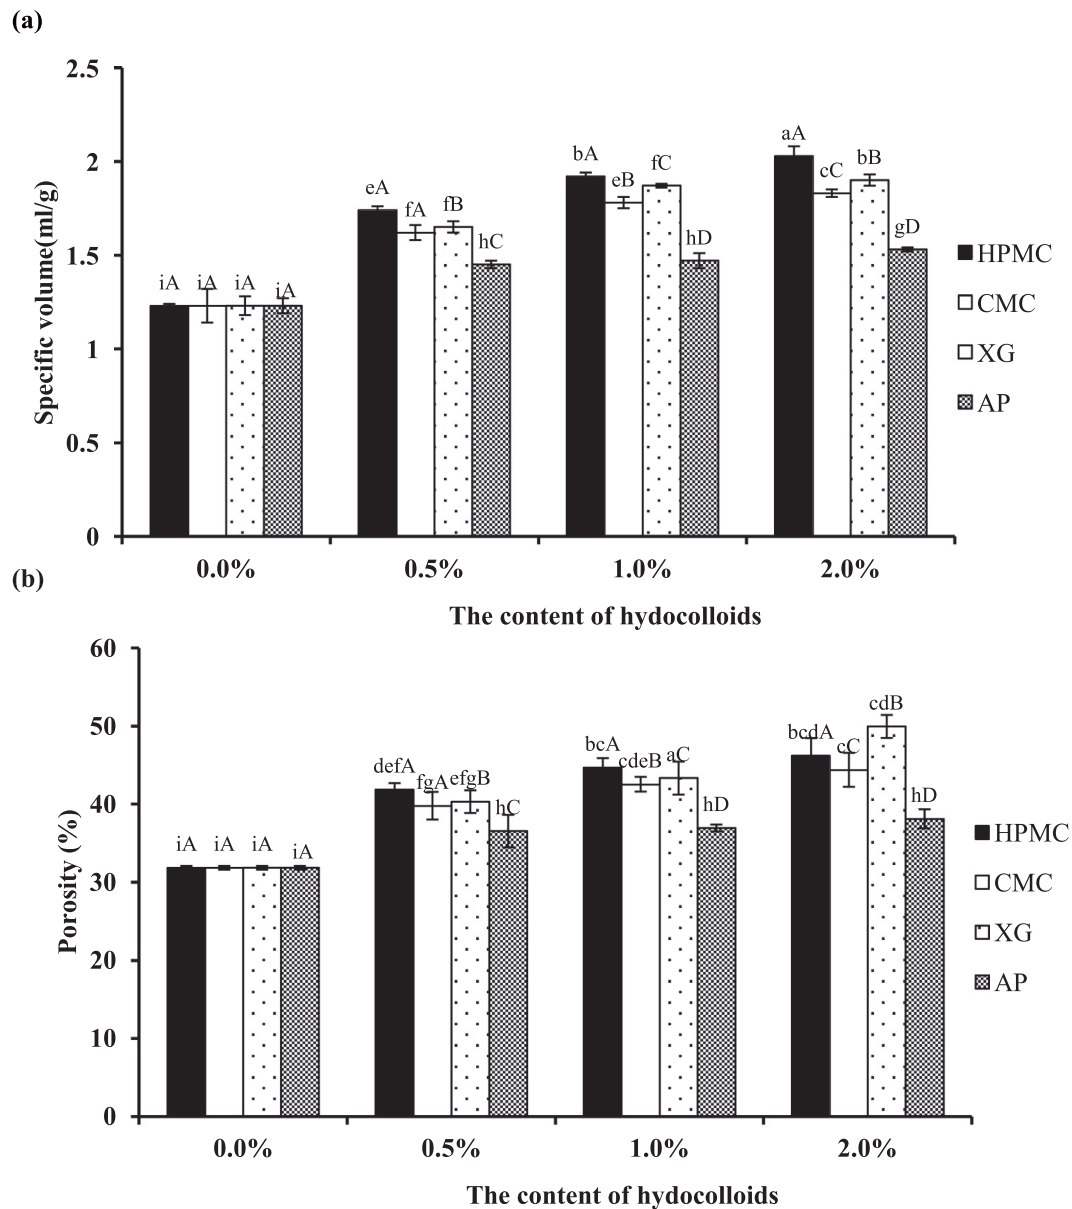 (a)
2.5
2
1.5
1
0.5
0
Specific volume(ml/g)
iA iA iA iA
eA fA fB hC
bA eB fC hD
aA cC bB gD
HPMC
CMC
XG
AP
0.0% 0.5% 1.0% 2.0%
The content of hydocolloids
(b)
60
50
40
30
20
10
0
Porosity (%)
iA iA iA iA
defA fgA efgB hC
bcA cdeB aC hD
bcdA cC cdB hD
HPMC
CMC
XG
AP
0.0% 0.5% 1.0% 2.0%
The content of hydocolloids